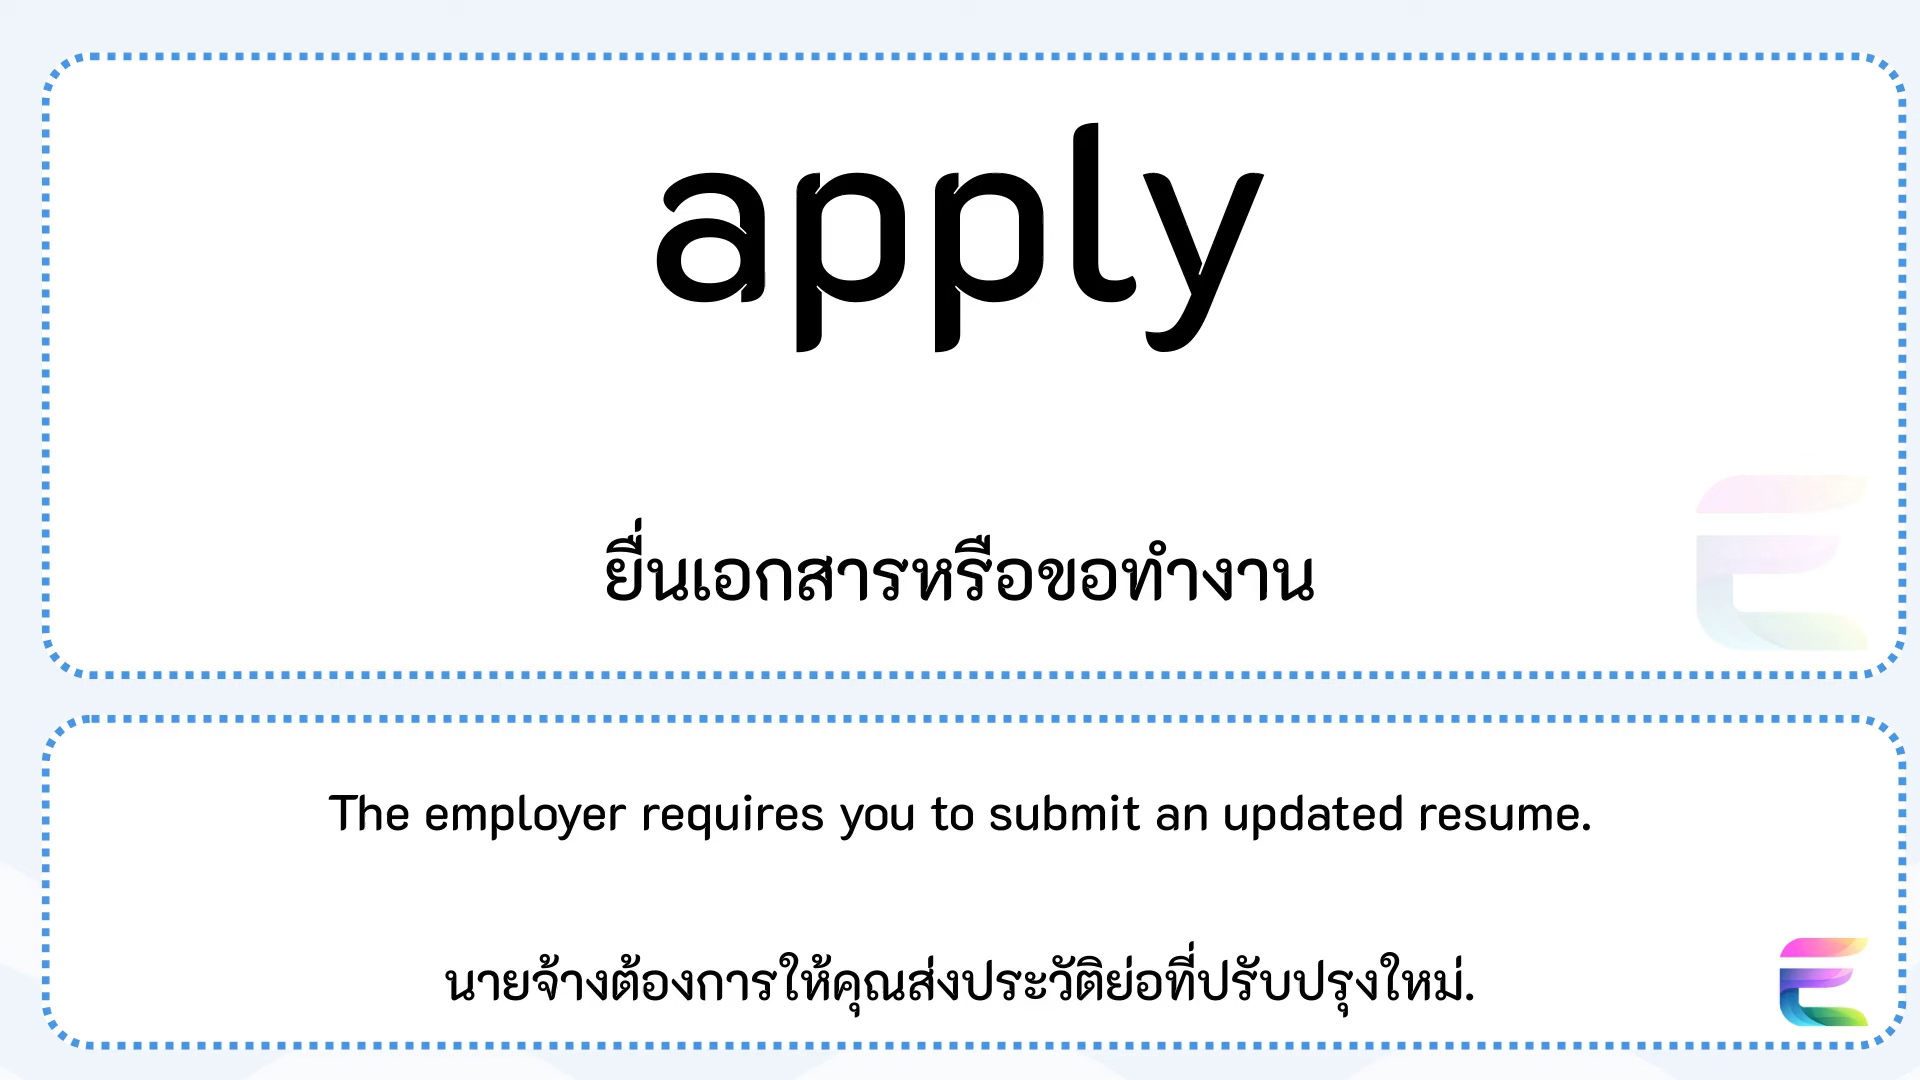 apply
ยื่นเอกสารหรือขอทำงาน
The employer requires you to submit an updated resume.
นายจ้างต้องการให้คุณส่งประวัติย่อที่ปรับปรุงใหม่.